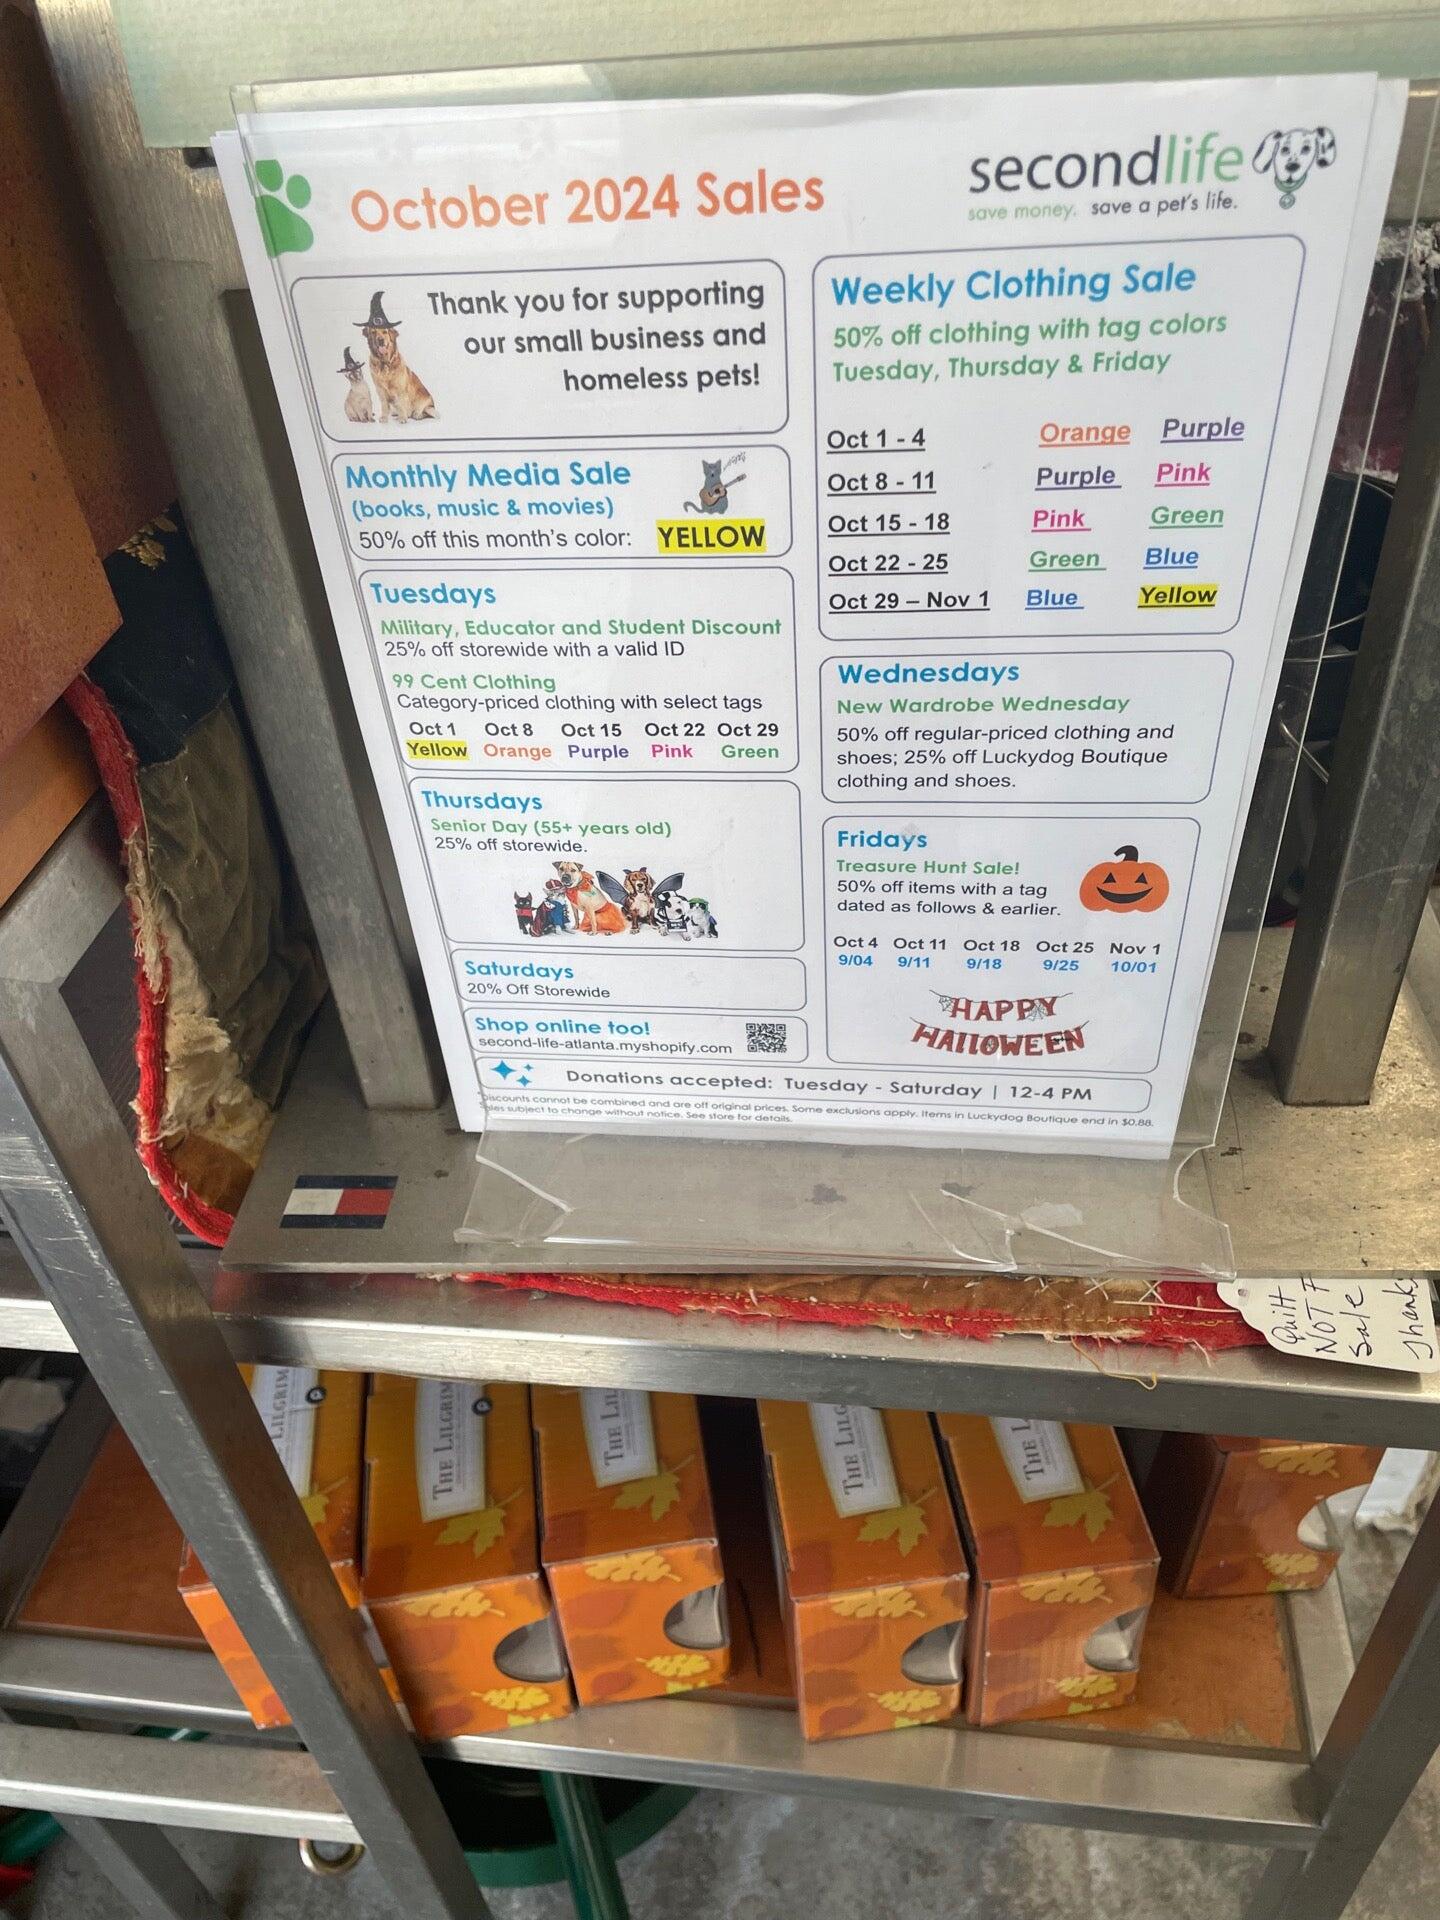 October 2024 Sales
secondlife
save money. save a pet's life.
Thank you for supporting
our small business and
homeless pets!
Monthly Media Sale
(books, music & movies)
50% off this month's color: YELLOW
Tuesdays
Military, Educator and Student Discount
25% off storewide with a valid ID
99 Cent Clothing
Category-priced clothing with select tags
Oct 1 Oct 8 Oct 15 Oct 22 Oct 29
Yellow Orange Purple Pink Green
Thursdays
Senior Day (55+ years old)
25% off storewide.
Saturdays
20% Off Storewide
Shop online too!
second-life-atlanta.myshopify.com
Weekly Clothing Sale
50% off clothing with tag colors
Tuesday, Thursday & Friday
Oct 1 - 4 Orange Purple
Oct 8 - 11 Purple Pink
Oct 15 - 18 Pink Green
Oct 22 - 25 Green Blue
Oct 29 – Nov 1 Blue Yellow
Wednesdays
New Wardrobe Wednesday
50% off regular-priced clothing and
shoes; 25% off Luckydog Boutique
clothing and shoes.
Fridays
Treasure Hunt Sale!
50% off items with a tag
dated as follows & earlier.
Oct 4 Oct 11 Oct 18 Oct 25 Nov 1
9/04 9/11 9/18 9/25 10/01
HAPPY
HALLOWEEN
Donations accepted: Tuesday - Saturday | 12-4 PM
*Discounts cannot be combined and are off original prices. Some exclusions apply. Items in Luckydog Boutique end in $0.88.
Sales subject to change without notice. See store for details.
Quilt
NOT F
Sale
Thanks
LILGRIM
THE LILGRIM
THE LIL
THE LILG
THE L